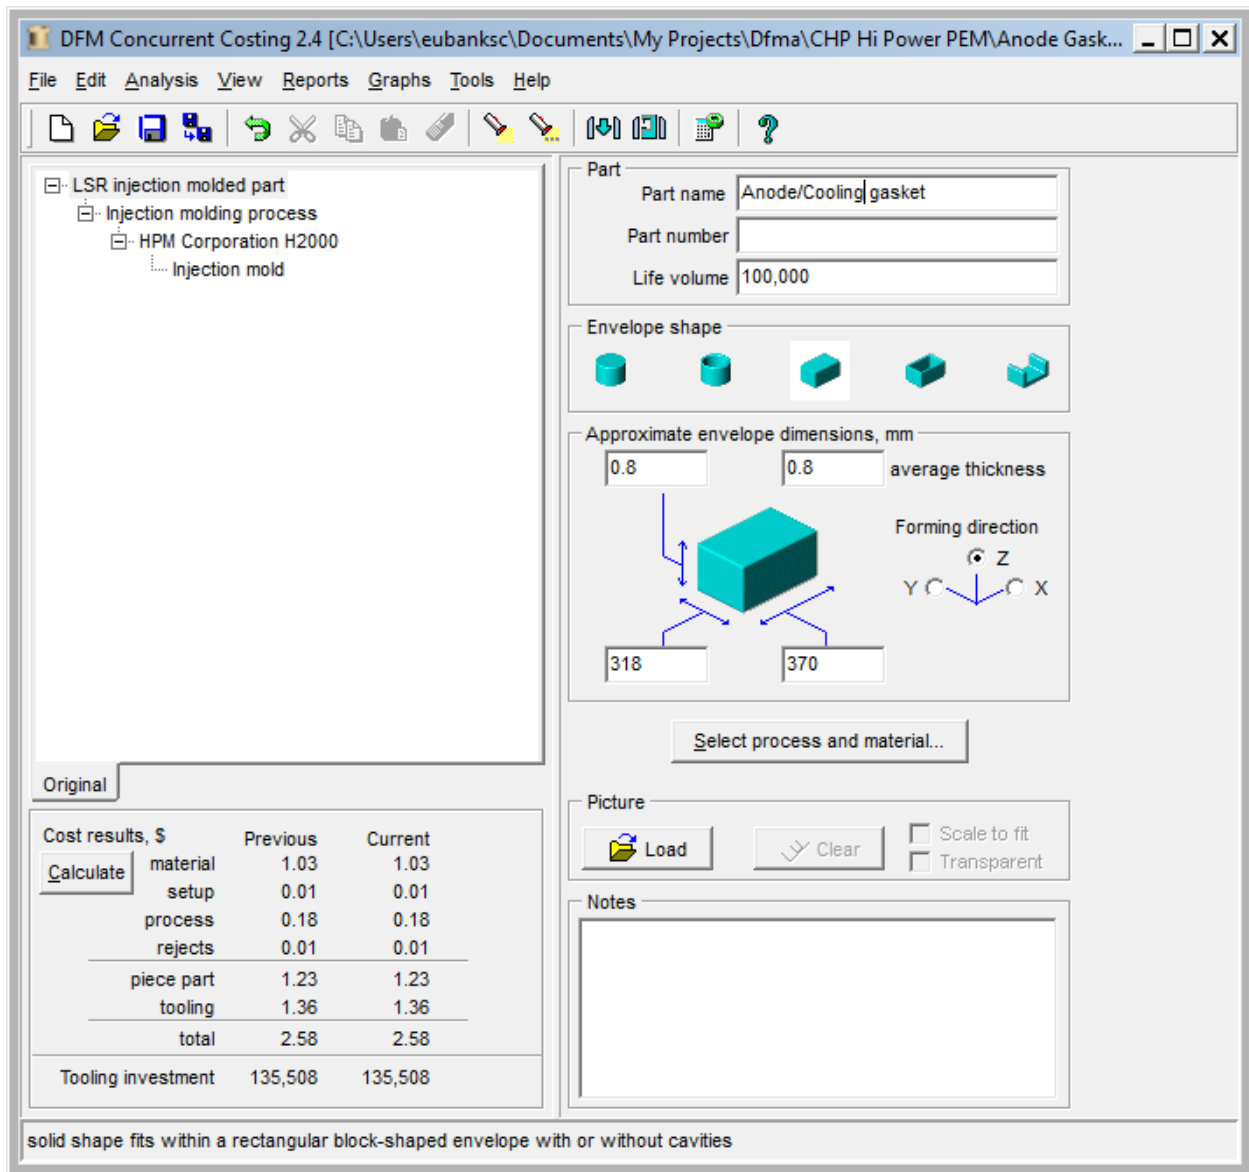 DFM Concurrent Costing 2.4 [C:\Users\eubanksc\Documents\My Projects\Dfma\CHP Hi Power PEM\Anode Gask...
File Edit Analysis View Reports Graphs Tools Help
LSR injection molded part
Injection molding process
HPM Corporation H2000
Injection mold
Original
Cost results, $ Previous Current
Calculate
material 1.03 1.03
setup 0.01 0.01
process 0.18 0.18
rejects 0.01 0.01
piece part 1.23 1.23
tooling 1.36 1.36
total 2.58 2.58
Tooling investment 135,508 135,508
Part
Part name Anode/Cooling gasket
Part number
Life volume 100,000
Envelope shape
Approximate envelope dimensions, mm
0.8 0.8 average thickness
Forming direction
Z
Y X
318 370
Select process and material...
Picture
Load Clear Scale to fit
Transparent
Notes
solid shape fits within a rectangular block-shaped envelope with or without cavities